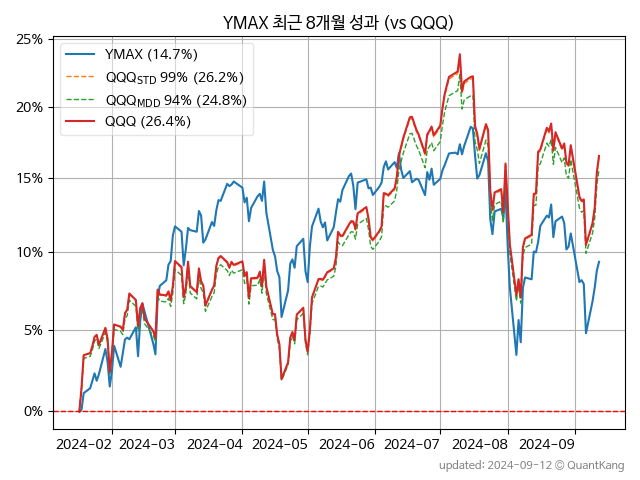 YMAX 최근 8개월 성과 (vs QQQ)
25%
20%
15%
10%
5%
0%
YMAX (14.7%)
QQQSTD 99% (26.2%)
QQQMDD 94% (24.8%)
QQQ (26.4%)
2024-02 2024-03 2024-04 2024-05 2024-06 2024-07 2024-08 2024-09
updated: 2024-09-12 © QuantKang